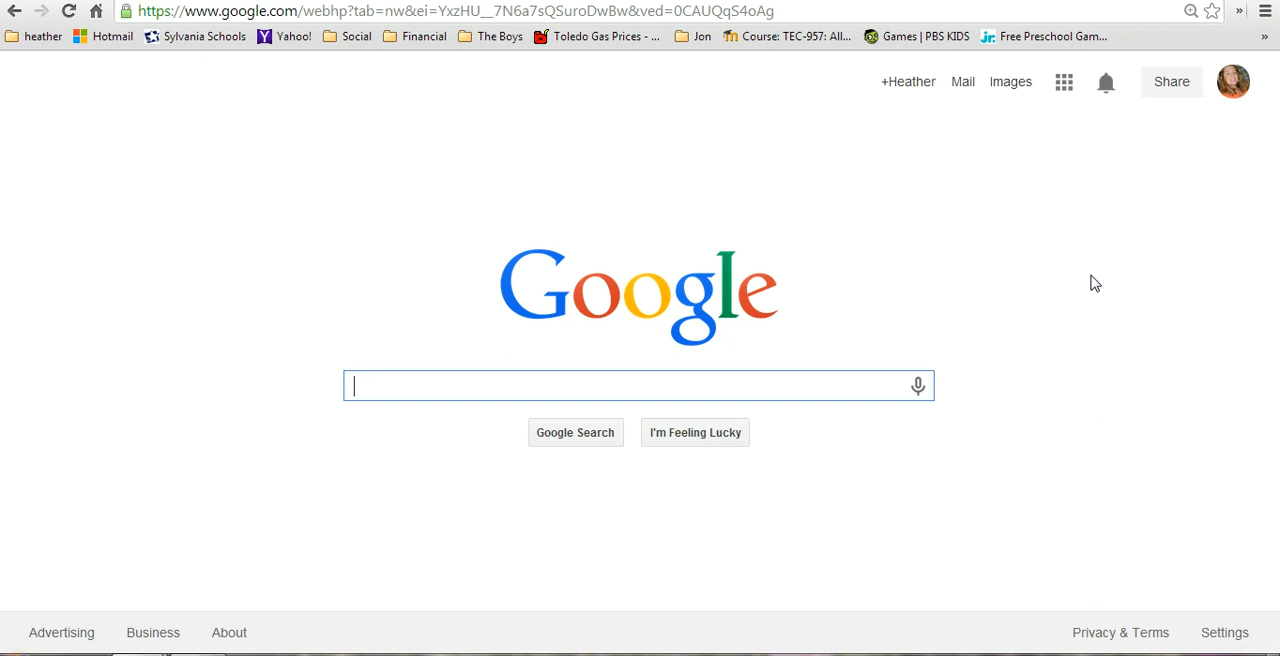 https://www.google.com/webhp?tab=nw&ei=YxzHU__7N6a7sQSuroDwBw&ved=0CAUQqS4oAg
heather Hotmail Sylvania Schools Yahoo! Social Financial The Boys Toledo Gas Prices - ... Jon Course: TEC-957: All... Games | PBS KIDS Free Preschool Gam...
+Heather Mail Images Share
Google
Google Search I'm Feeling Lucky
Advertising Business About Privacy & Terms Settings